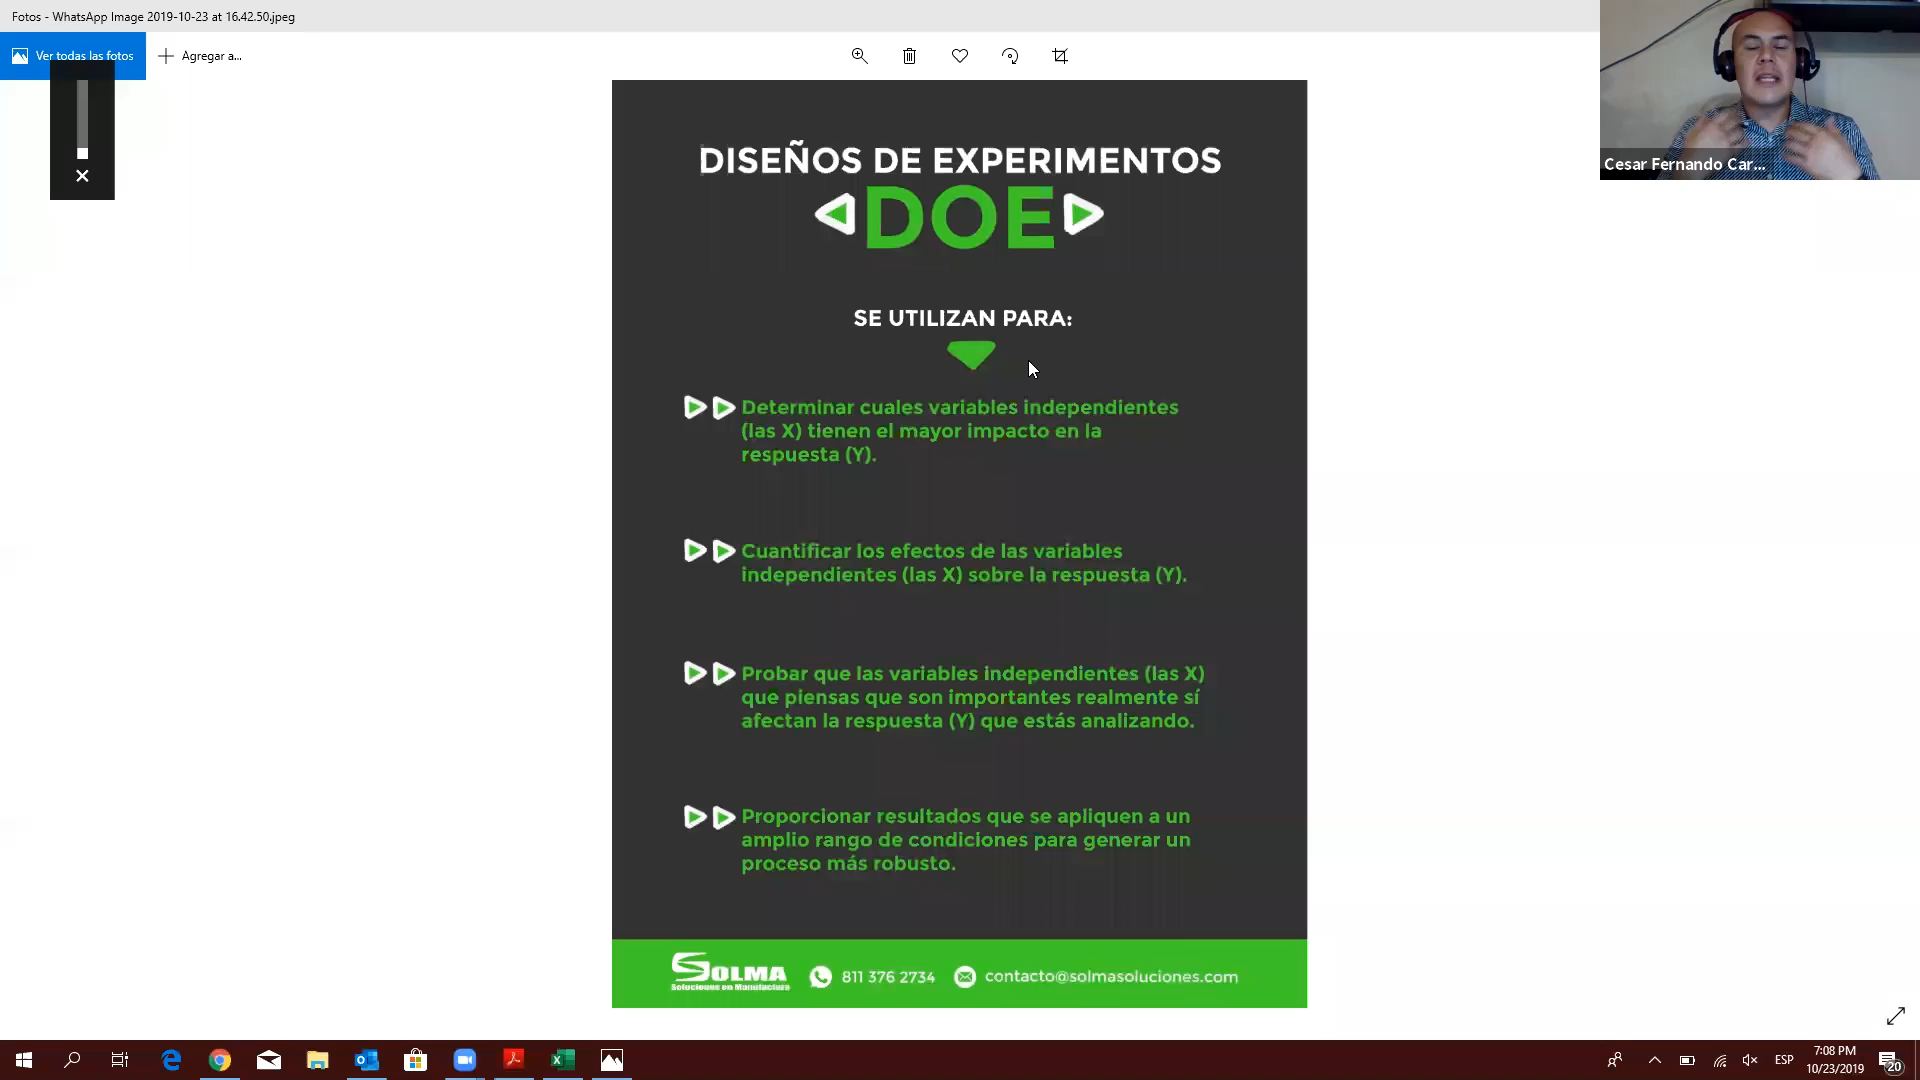 Fotos - WhatsApp Image 2019-10-23 at 16.42.50.jpeg
Ver todas las fotos
Agregar a...
Cesar Fernando Car...
DISEÑOS DE EXPERIMENTOS
DOE
SE UTILIZAN PARA:
Determinar cuales variables independientes
(las X) tienen el mayor impacto en la
respuesta (Y).
Cuantificar los efectos de las variables
independientes (las X) sobre la respuesta (Y).
Probar que las variables independientes (las X)
que piensas que son importantes realmente sí
afectan la respuesta (Y) que estás analizando.
Proporcionar resultados que se apliquen a un
amplio rango de condiciones para generar un
proceso más robusto.
SOLMA
Soluciones en Manufactura
811 376 2734
contacto@solmasoluciones.com
ESP
7:08 PM
10/23/2019
20